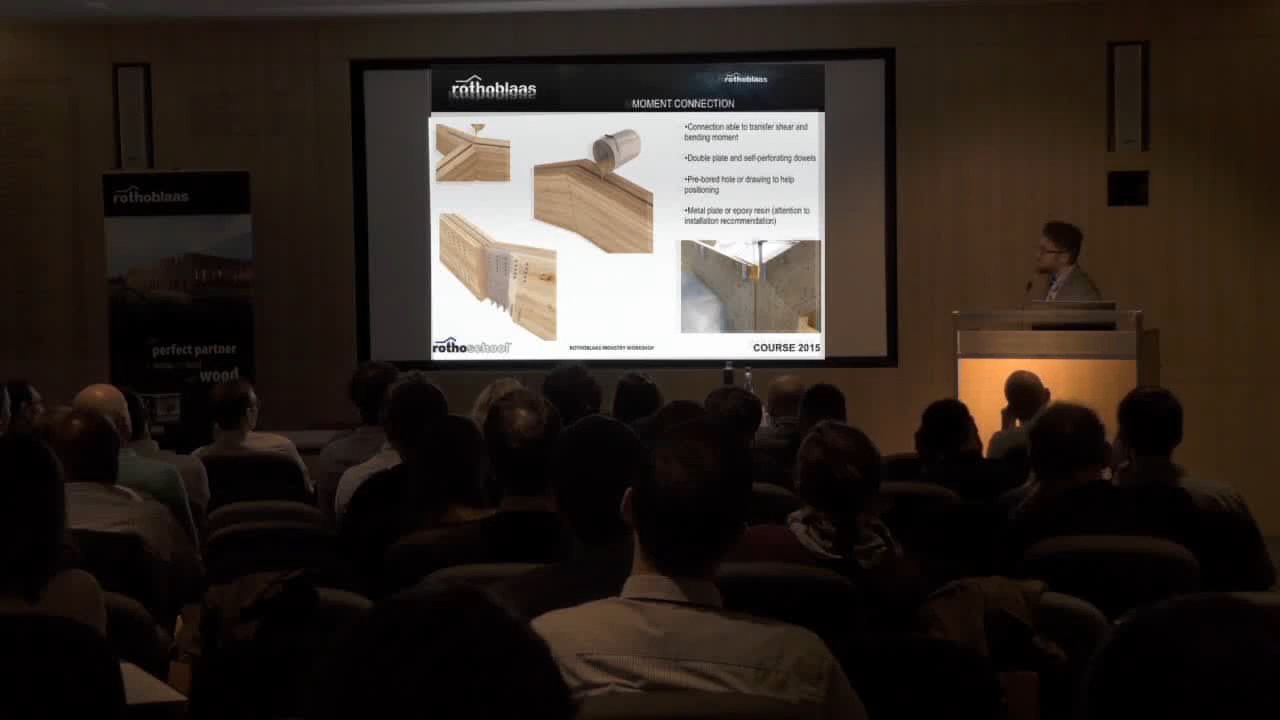 rothoblaas
rothoblaas
MOMENT CONNECTION
•Connection able to transfer shear and
bending moment
•Double plate and self-perforating dowels
•Pre-bored hole or drawing to help
positioning
•Metal plate or epoxy resin (attention to
installation recommendation)
rothoschool
ROTHOBLAAS INDUSTRY WORKSHOP
COURSE 2015
rothoblaas
perfect partner
wood